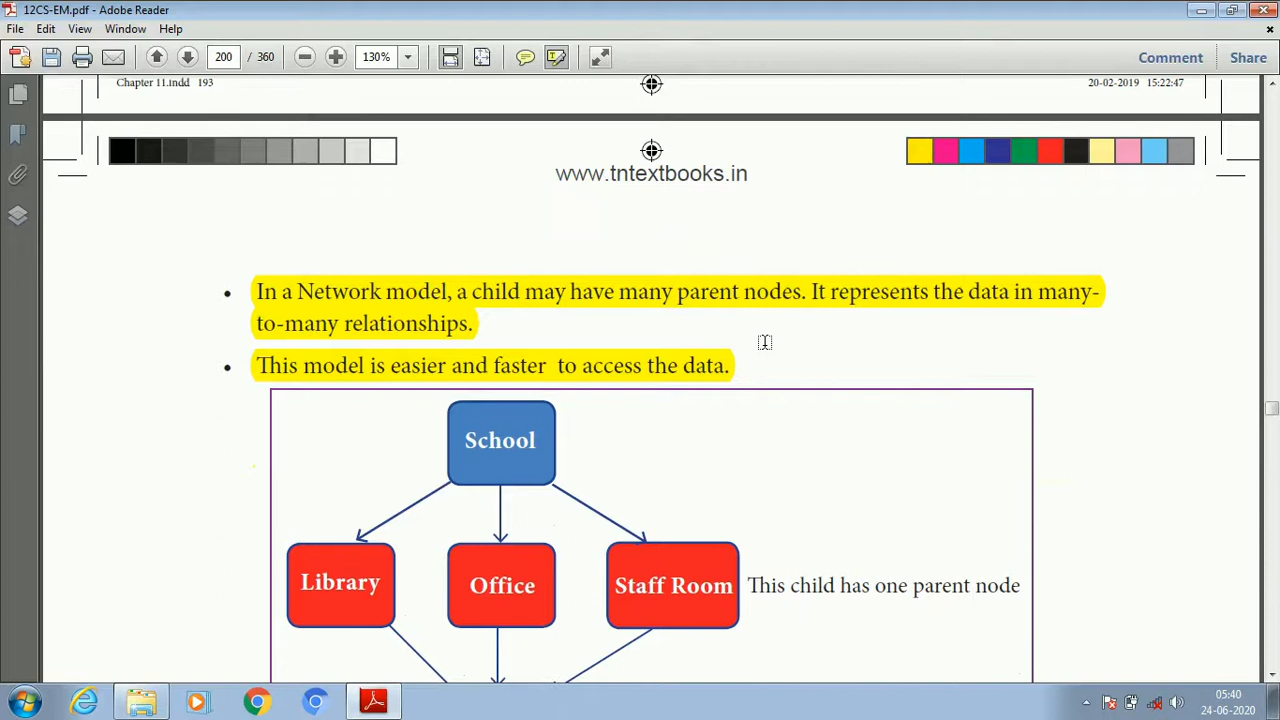 12CS-EM.pdf - Adobe Reader
File Edit View Window Help
200 / 360 130% Comment Share
Chapter 11.indd 193 20-02-2019 15:22:47
www.tntextbooks.in
• In a Network model, a child may have many parent nodes. It represents the data in many-
to-many relationships.
• This model is easier and faster to access the data.
School
Library Office Staff Room This child has one parent node
05:40
24-06-2020